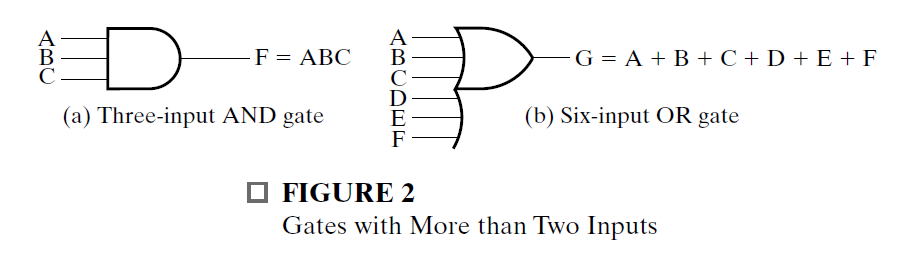 A
B
C
F = ABC
(a) Three-input AND gate
A
B
C
D
E
F
G = A + B + C + D + E + F
(b) Six-input OR gate
FIGURE 2
Gates with More than Two Inputs